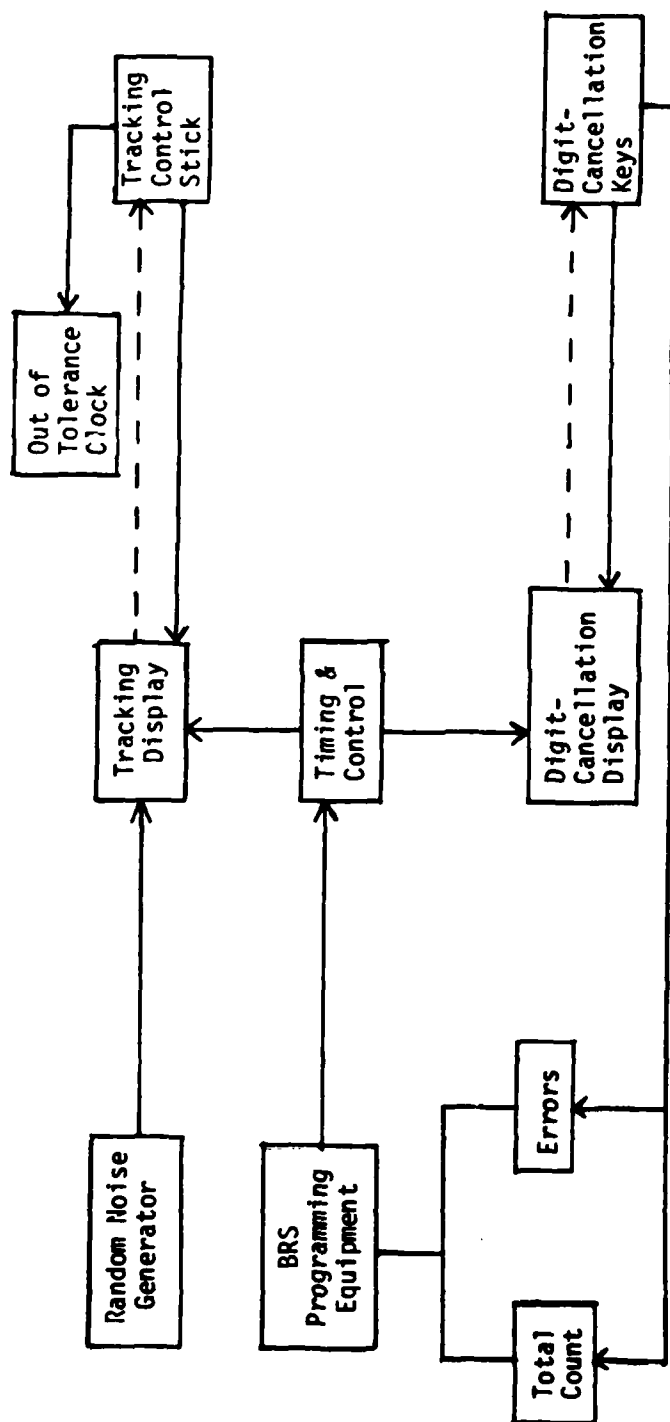 Random Noise
Generator
Tracking
Display
Out of
Tolerance
Clock
Tracking
Control
Stick
BRS
Programming
Equipment
Timing &
Control
Total
Count
Errors
Digit-
Cancellation
Display
Digit-
Cancellation
Keys